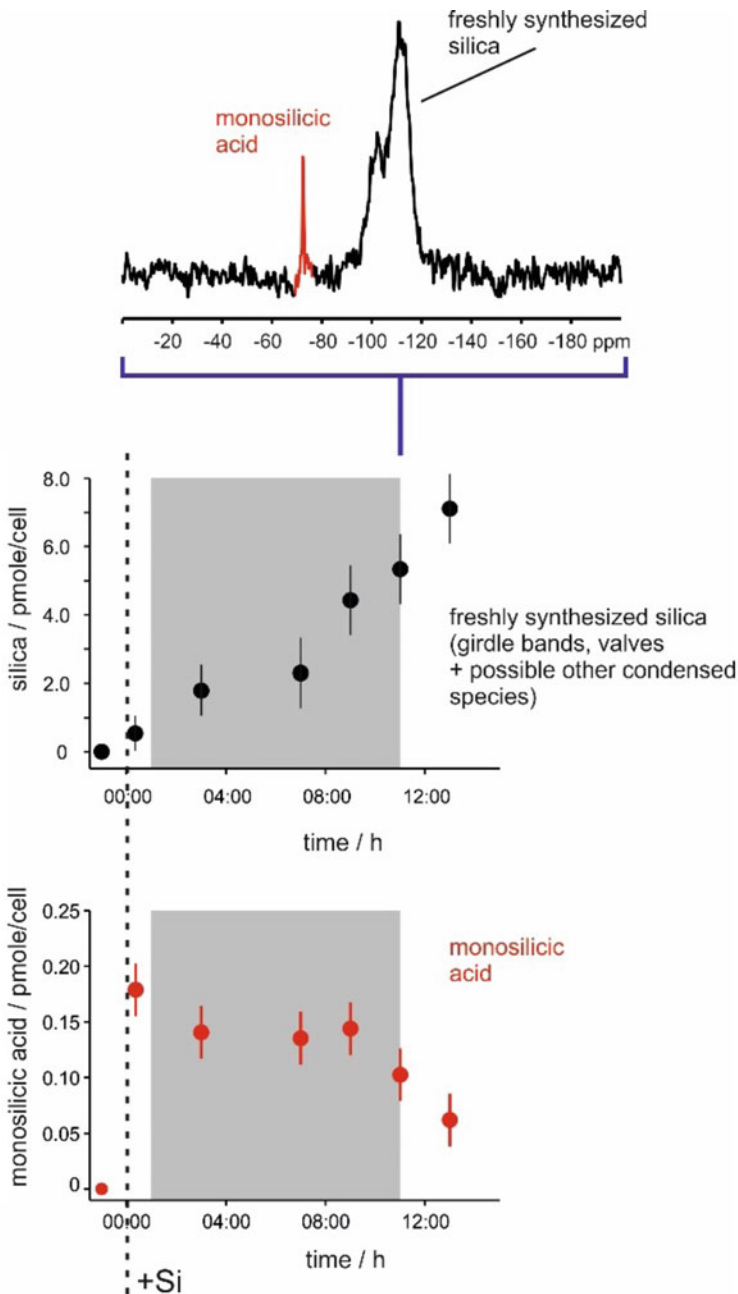 freshly synthesized
silica
monosilicic
acid
-20 -40 -60 -80 -100 -120 -140 -160 -180 ppm
silica / pmole/cell
8.0
6.0
4.0
2.0
0
freshly synthesized silica
(girdle bands, valves
+ possible other condensed
species)
00:00 04:00 08:00 12:00
time / h
monosilicic acid / pmole/cell
0.25
0.20
0.15
0.10
0.05
0
monosilicic
acid
00:00 04:00 08:00 12:00
time / h
+Si